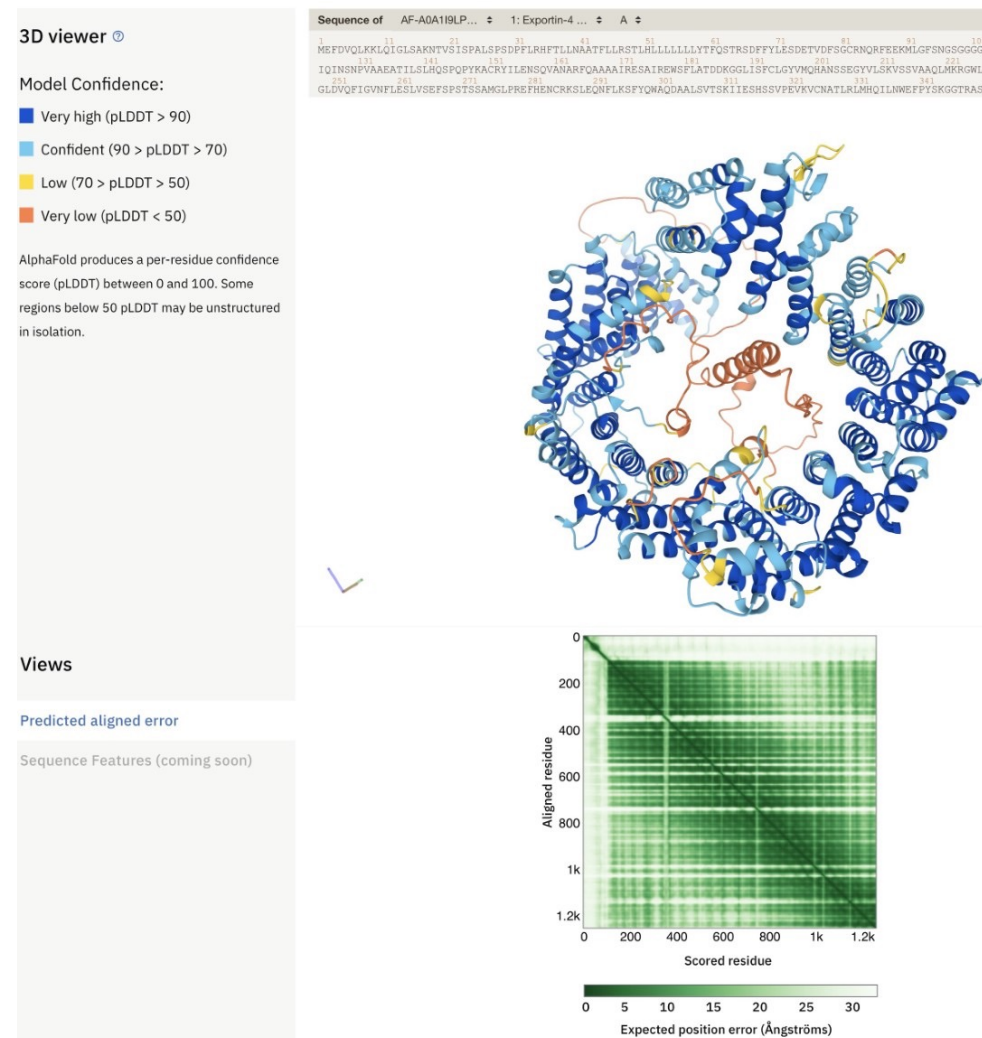 3D viewer
Model Confidence:
Very high (pLDDT > 90)
Confident (90 > pLDDT > 70)
Low (70 > pLDDT > 50)
Very low (pLDDT < 50)
AlphaFold produces a per-residue confidence
score (pLDDT) between 0 and 100. Some
regions below 50 pLDDT may be unstructured
in isolation.
Sequence of AF-A0A1I9LP... 1: Exportin-4 ... A
1 11 21 31 41 51 61 71 81 91 10
MEFDVQLKKLQIGLSAKNTVSISPALSPSDPFLRHFTLLNAATFLLRSTLHLLLLLLLYTFQSTRSDFFYLESDETVDFSGCRNQRFEEKMLGFSNGSGGGG
131 141 151 161 171 181 191 201 211 221
IQINSNPVAAEATILSLHQSPQPYKACRYILENSQVANARFQAAAAIRESAIREWSFLATDDKGGLISFCLGYVMQHANSSEGYVLSKVSSVAAQLMKRGWL
251 261 271 281 291 301 311 321 331 341
GLDVQFIGVNFLESLVSEFSPSTSSAMGLPREFHENCRKSLEQNFLKSFYQWAQDAALSVTSKIIESHSSVPEVKVCNATLRLMHQILNWEFPYSKGGTRAS
Views
Predicted aligned error
Sequence Features (coming soon)
0
200
400
600
800
1k
1.2k
Aligned residue
0 200 400 600 800 1k 1.2k
Scored residue
0 5 10 15 20 25 30
Expected position error (Ångströms)